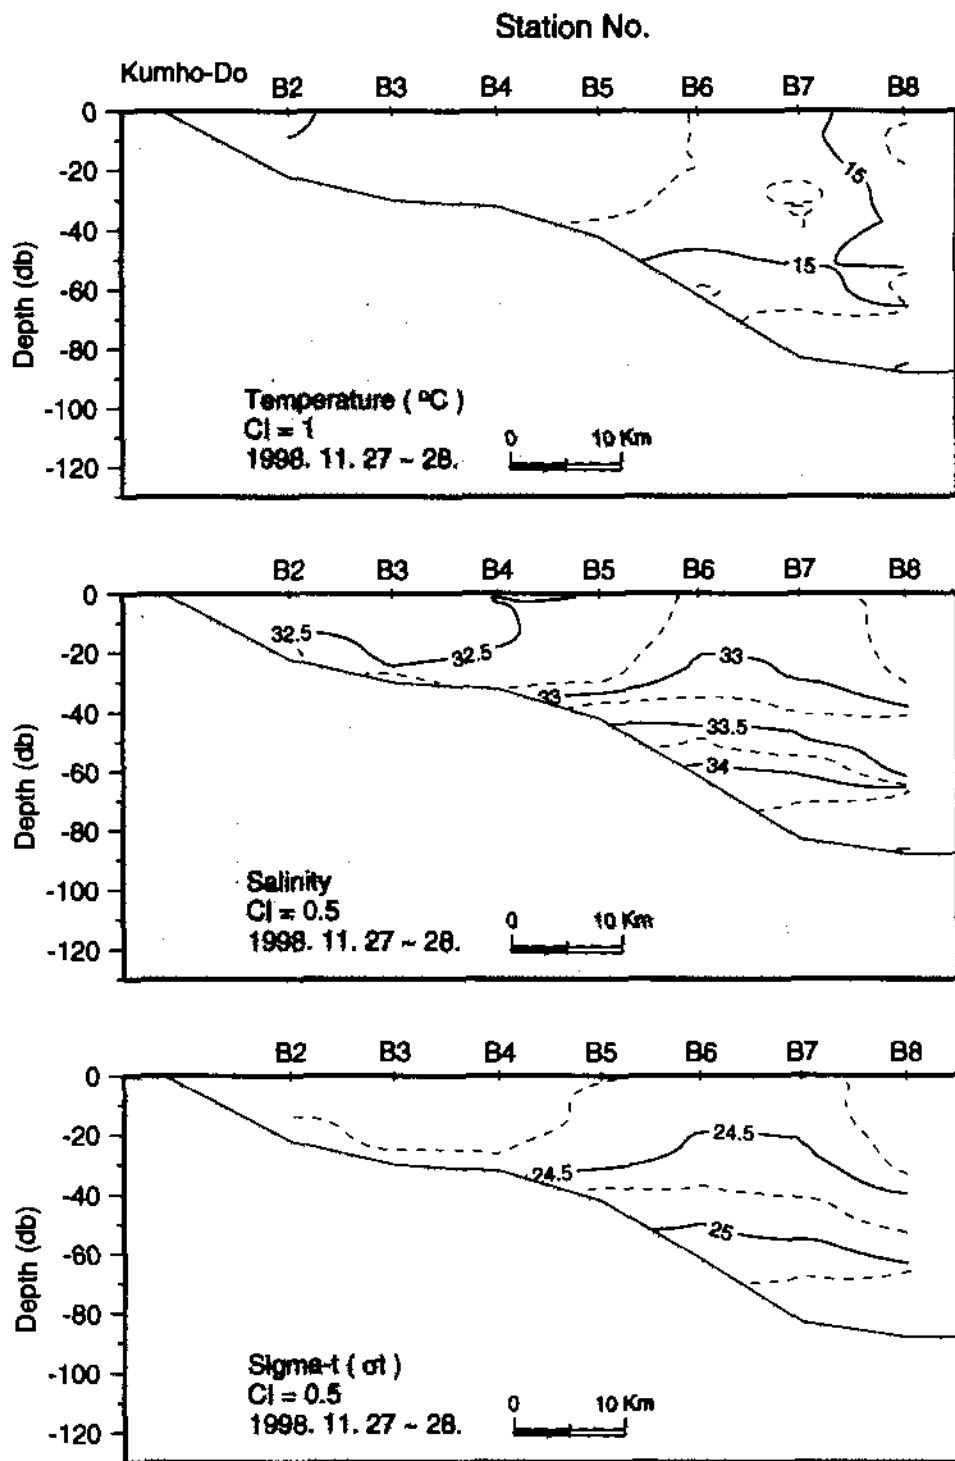 Station No.
Kumho-Do B2 B3 B4 B5 B6 B7 B8
0
-20
-40
-60
-80
-100
-120
Depth (db)
15
15
Temperature ( ºC )
CI = 1
1998. 11. 27 ~ 28.
0 10 Km
B2 B3 B4 B5 B6 B7 B8
0
-20
-40
-60
-80
-100
-120
Depth (db)
32.5
32.5
33
33
33.5
34
Salinity
CI = 0.5
1998. 11. 27 ~ 28.
0 10 Km
B2 B3 B4 B5 B6 B7 B8
0
-20
-40
-60
-80
-100
-120
Depth (db)
24.5
24.5
25
Sigma-t ( σt )
CI = 0.5
1998. 11. 27 ~ 28.
0 10 Km